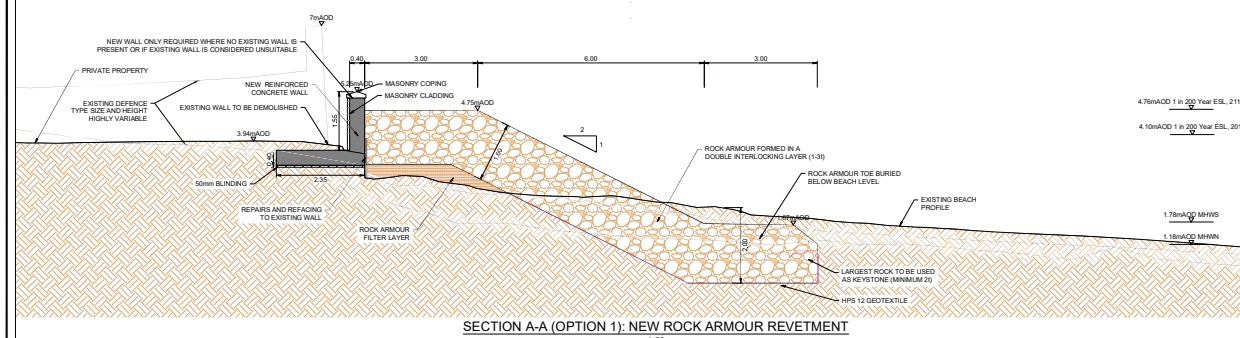 7mAOD
NEW WALL ONLY REQUIRED WHERE NO EXISTING WALL IS
PRESENT OR IF EXISTING WALL IS CONSIDERED UNSUITABLE
0.40
3.00
6.00
3.00
PRIVATE PROPERTY
NEW REINFORCED
CONCRETE WALL
5.25mAOD
MASONRY COPING
MASONRY CLADDING
EXISTING DEFENCE
TYPE SIZE AND HEIGHT
HIGHLY VARIABLE
EXISTING WALL TO BE DEMOLISHED
4.75mAOD
4.76mAOD 1 in 200 Year ESL, 211
4.10mAOD 1 in 200 Year ESL, 201
3.94mAOD
1.55
2
1
1.60
ROCK ARMOUR FORMED IN A
DOUBLE INTERLOCKING LAYER (1-3t)
0.40
50mm BLINDING
2.35
ROCK ARMOUR TOE BURIED
BELOW BEACH LEVEL
EXISTING BEACH
PROFILE
REPAIRS AND REFACING
TO EXISTING WALL
ROCK ARMOUR
FILTER LAYER
1.67mAOD
2.00
1.78mAOD MHWS
1.18mAOD MHWN
LARGEST ROCK TO BE USED
AS KEYSTONE (MINIMUM 2t)
HPS 12 GEOTEXTILE
SECTION A-A (OPTION 1): NEW ROCK ARMOUR REVETMENT